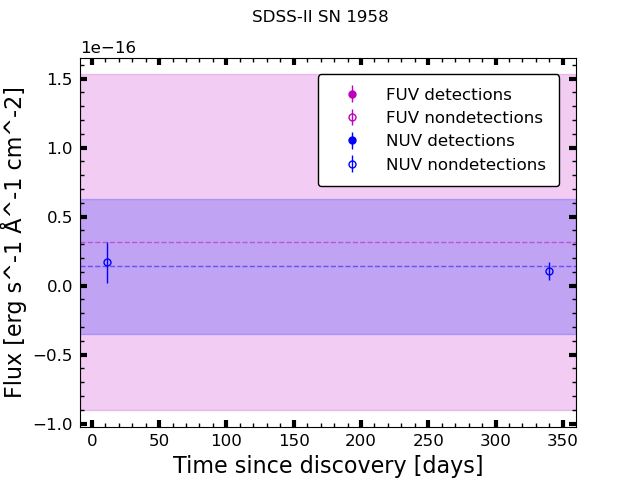 SDSS-II SN 1958
1e−16
1.5
1.0
0.5
0.0
−0.5
−1.0
Flux [erg s^-1 Å^-1 cm^-2]
FUV detections
FUV nondetections
NUV detections
NUV nondetections
0 50 100 150 200 250 300 350
Time since discovery [days]